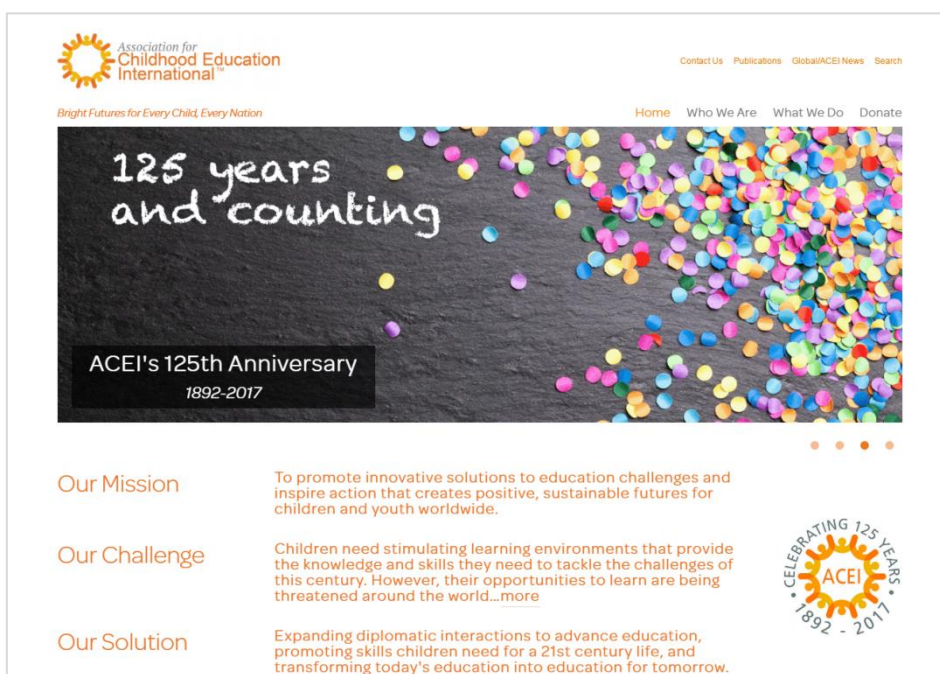 Association for
Childhood Education
International™
Contact Us Publications Global/ACEI News Search
Bright Futures for Every Child, Every Nation
Home Who We Are What We Do Donate
125 years
and counting
ACEI's 125th Anniversary
1892-2017
Our Mission
To promote innovative solutions to education challenges and
inspire action that creates positive, sustainable futures for
children and youth worldwide.
Our Challenge
Children need stimulating learning environments that provide
the knowledge and skills they need to tackle the challenges of
this century. However, their opportunities to learn are being
threatened around the world...more
Our Solution
Expanding diplomatic interactions to advance education,
promoting skills children need for a 21st century life, and
transforming today's education into education for tomorrow.
• CELEBRATING 125 YEARS •
ACEI
1892 - 2017